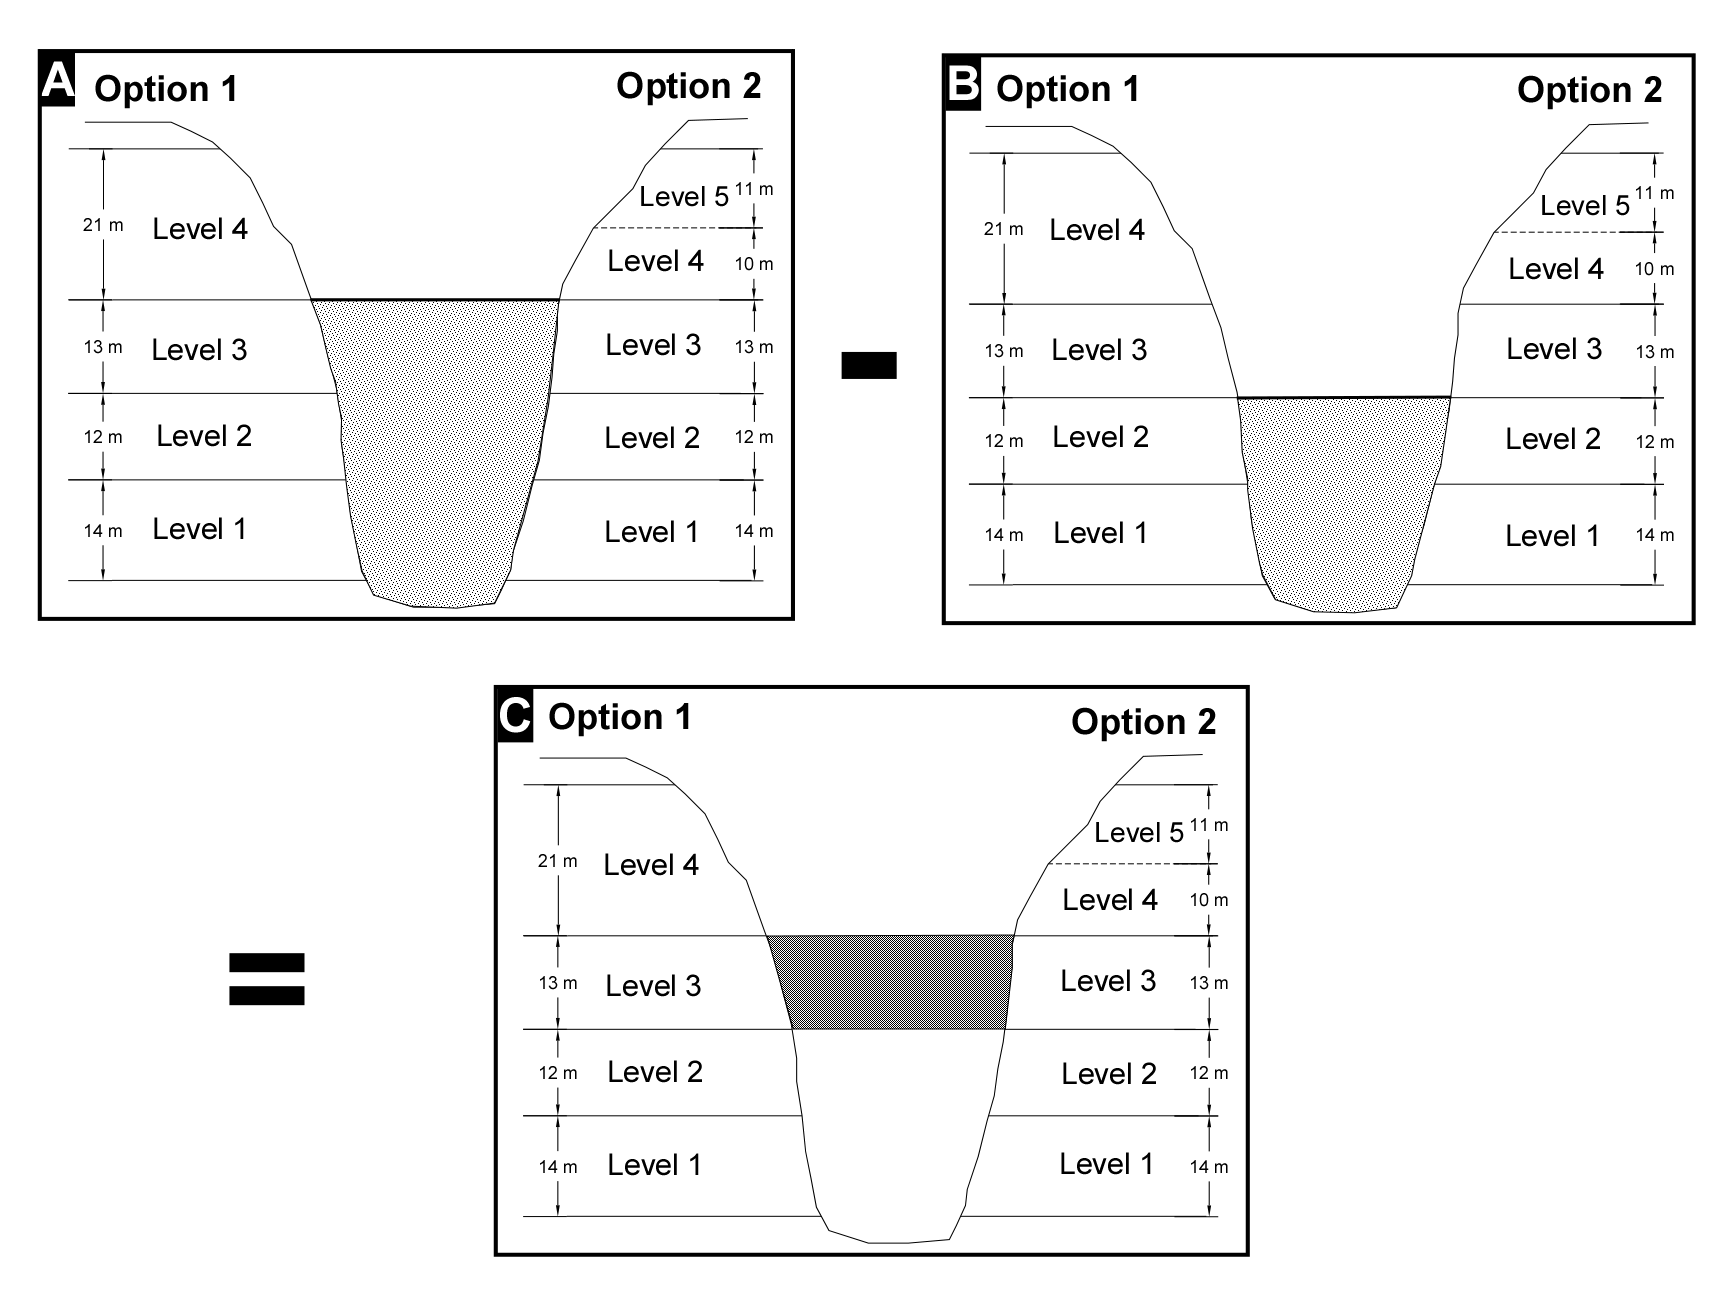 A Option 1 Option 2
Level 5 11 m
21 m Level 4
Level 4 10 m
13 m Level 3 Level 3 13 m
12 m Level 2 Level 2 12 m
14 m Level 1 Level 1 14 m
B Option 1 Option 2
Level 5 11 m
21 m Level 4
Level 4 10 m
13 m Level 3 Level 3 13 m
12 m Level 2 Level 2 12 m
14 m Level 1 Level 1 14 m
-
=
C Option 1 Option 2
Level 5 11 m
21 m Level 4
Level 4 10 m
13 m Level 3 Level 3 13 m
12 m Level 2 Level 2 12 m
14 m Level 1 Level 1 14 m